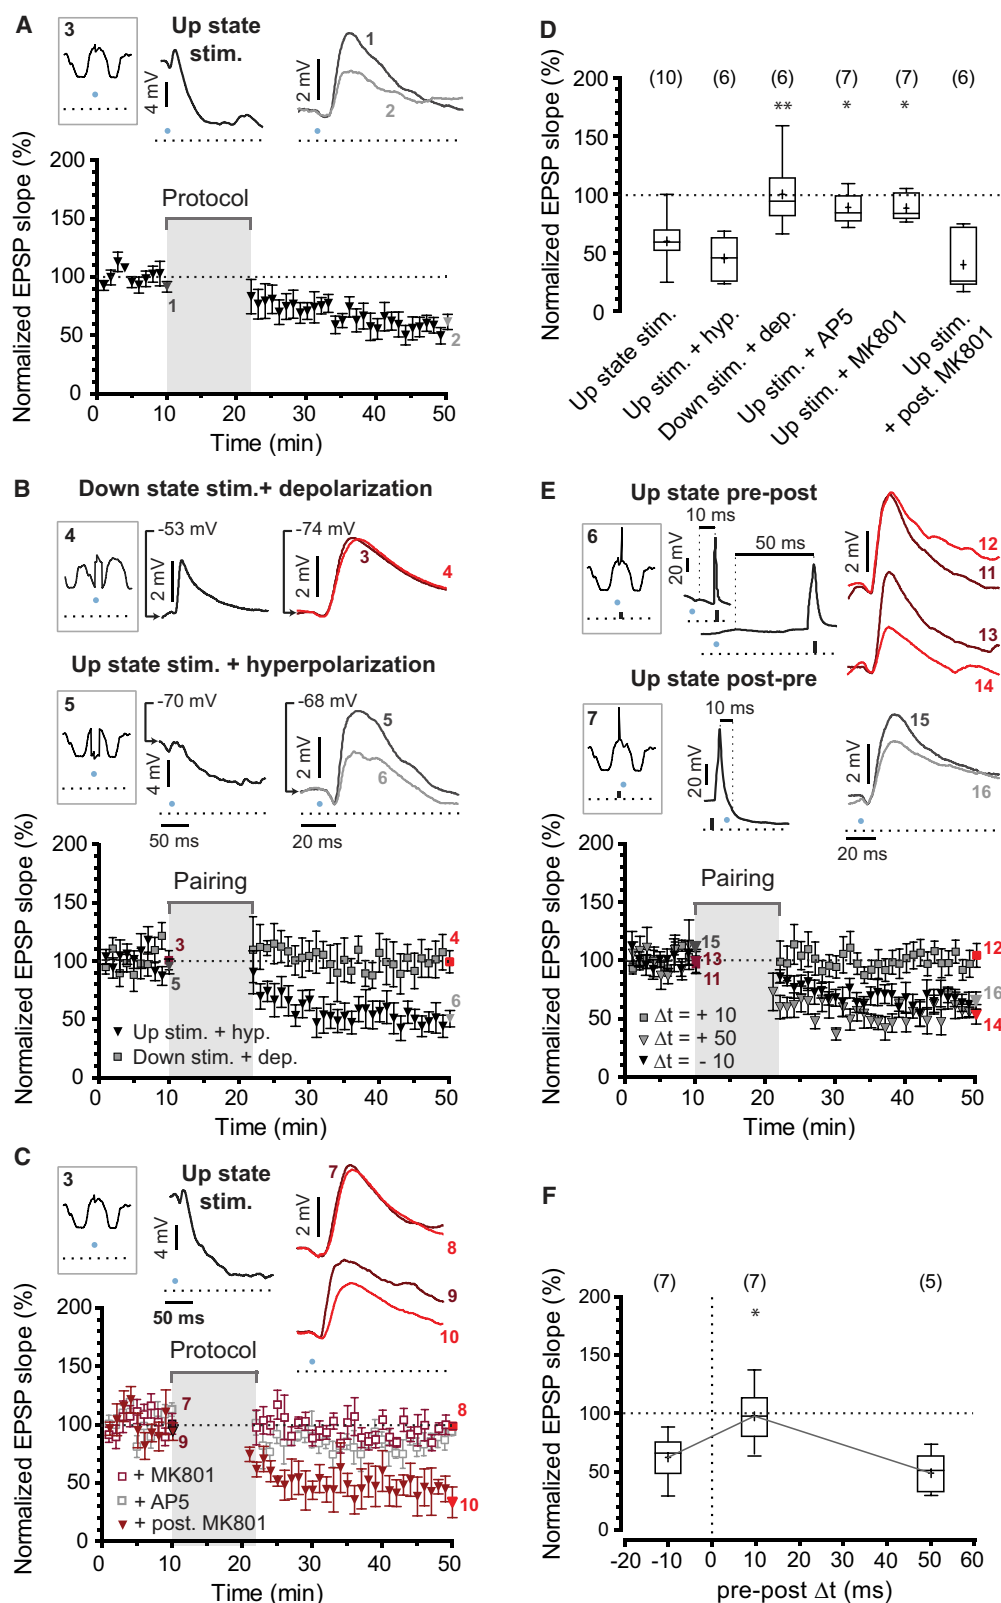 A
3
Up state
stim.
4 mV
2 mV
1
2
Normalized EPSP slope (%)
200
150
100
50
0
Protocol
1
2
0
10
20
30
40
50
Time (min)
B
Down state stim.+ depolarization
4
-53 mV
2 mV
-74 mV
2 mV
3
4
Up state stim. + hyperpolarization
5
-70 mV
4 mV
50 ms
-68 mV
2 mV
5
6
20 ms
Normalized EPSP slope (%)
200
150
100
50
0
Pairing
3
5
4
6
Up stim. + hyp.
Down stim. + dep.
0
10
20
30
40
50
Time (min)
C
3
Up state
stim.
4 mV
50 ms
2 mV
7
8
9
10
Normalized EPSP slope (%)
200
150
100
50
0
Protocol
7
9
8
10
+ MK801
+ AP5
+ post. MK801
0
10
20
30
40
50
Time (min)
D
Normalized EPSP slope (%)
200
150
100
50
0
(10)
(6)
(6)
(7)
(7)
(6)
**
*
*
Up state stim.
Up stim. + hyp.
Down stim. + dep.
Up stim. + AP5
Up stim. + MK801
Up stim.
+ post. MK801
E
Up state pre-post
6
10 ms
20 mV
50 ms
2 mV
12
11
13
14
Up state post-pre
7
10 ms
20 mV
2 mV
15
16
20 ms
Normalized EPSP slope (%)
200
150
100
50
0
Pairing
15
13
11
12
16
14
Δt = + 10
Δt = + 50
Δt = - 10
0
10
20
30
40
50
Time (min)
F
Normalized EPSP slope (%)
200
150
100
50
0
(7)
(7)
(5)
*
-20
-10
0
10
20
30
40
50
60
pre-post Δt (ms)